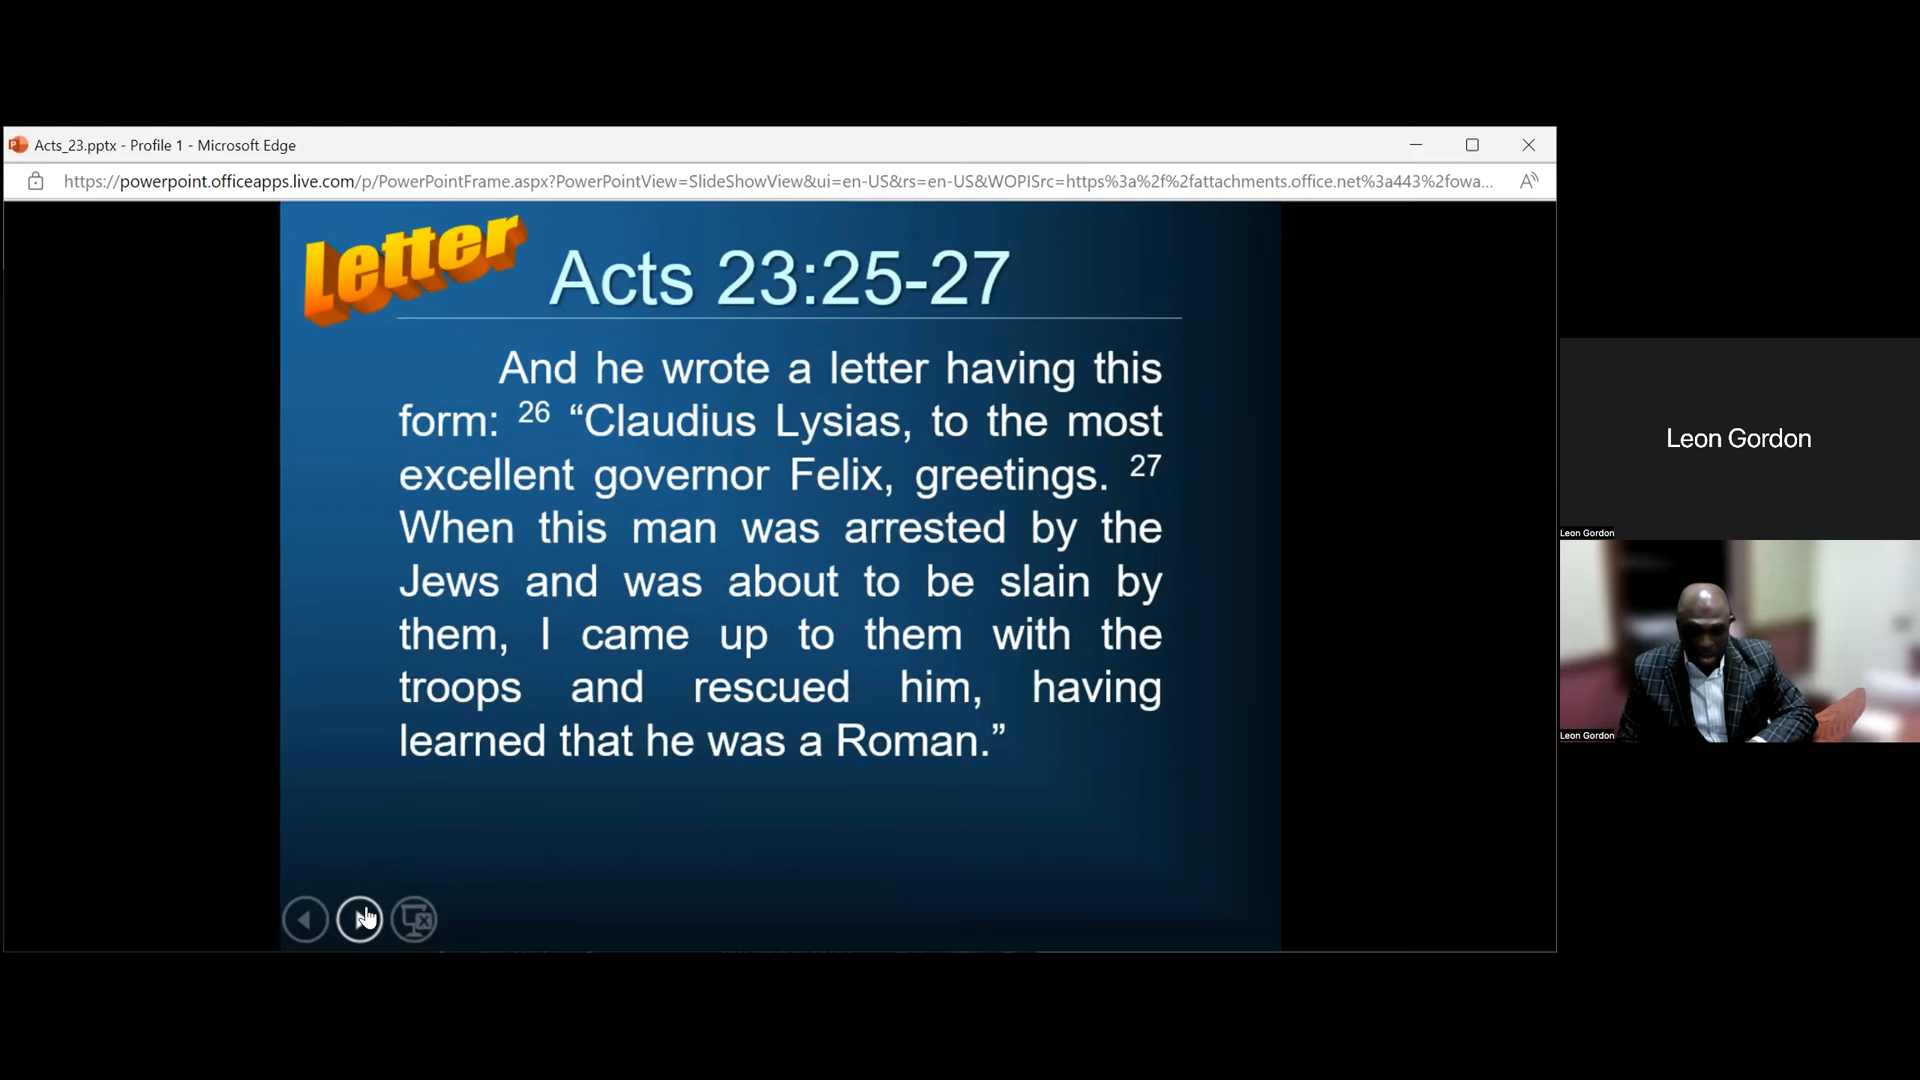 Acts_23.pptx - Profile 1 - Microsoft Edge
https://powerpoint.officeapps.live.com/p/PowerPointFrame.aspx?PowerPointView=SlideShowView&ui=en-US&rs=en-US&WOPISrc=https%3a%2f%2fattachments.office.net%3a443%2fowa...
Letter
Acts 23:25-27
And he wrote a letter having this
form: 26 “Claudius Lysias, to the most
excellent governor Felix, greetings. 27
When this man was arrested by the
Jews and was about to be slain by
them, I came up to them with the
troops and rescued him, having
learned that he was a Roman.”
Leon Gordon
Leon Gordon
Leon Gordon